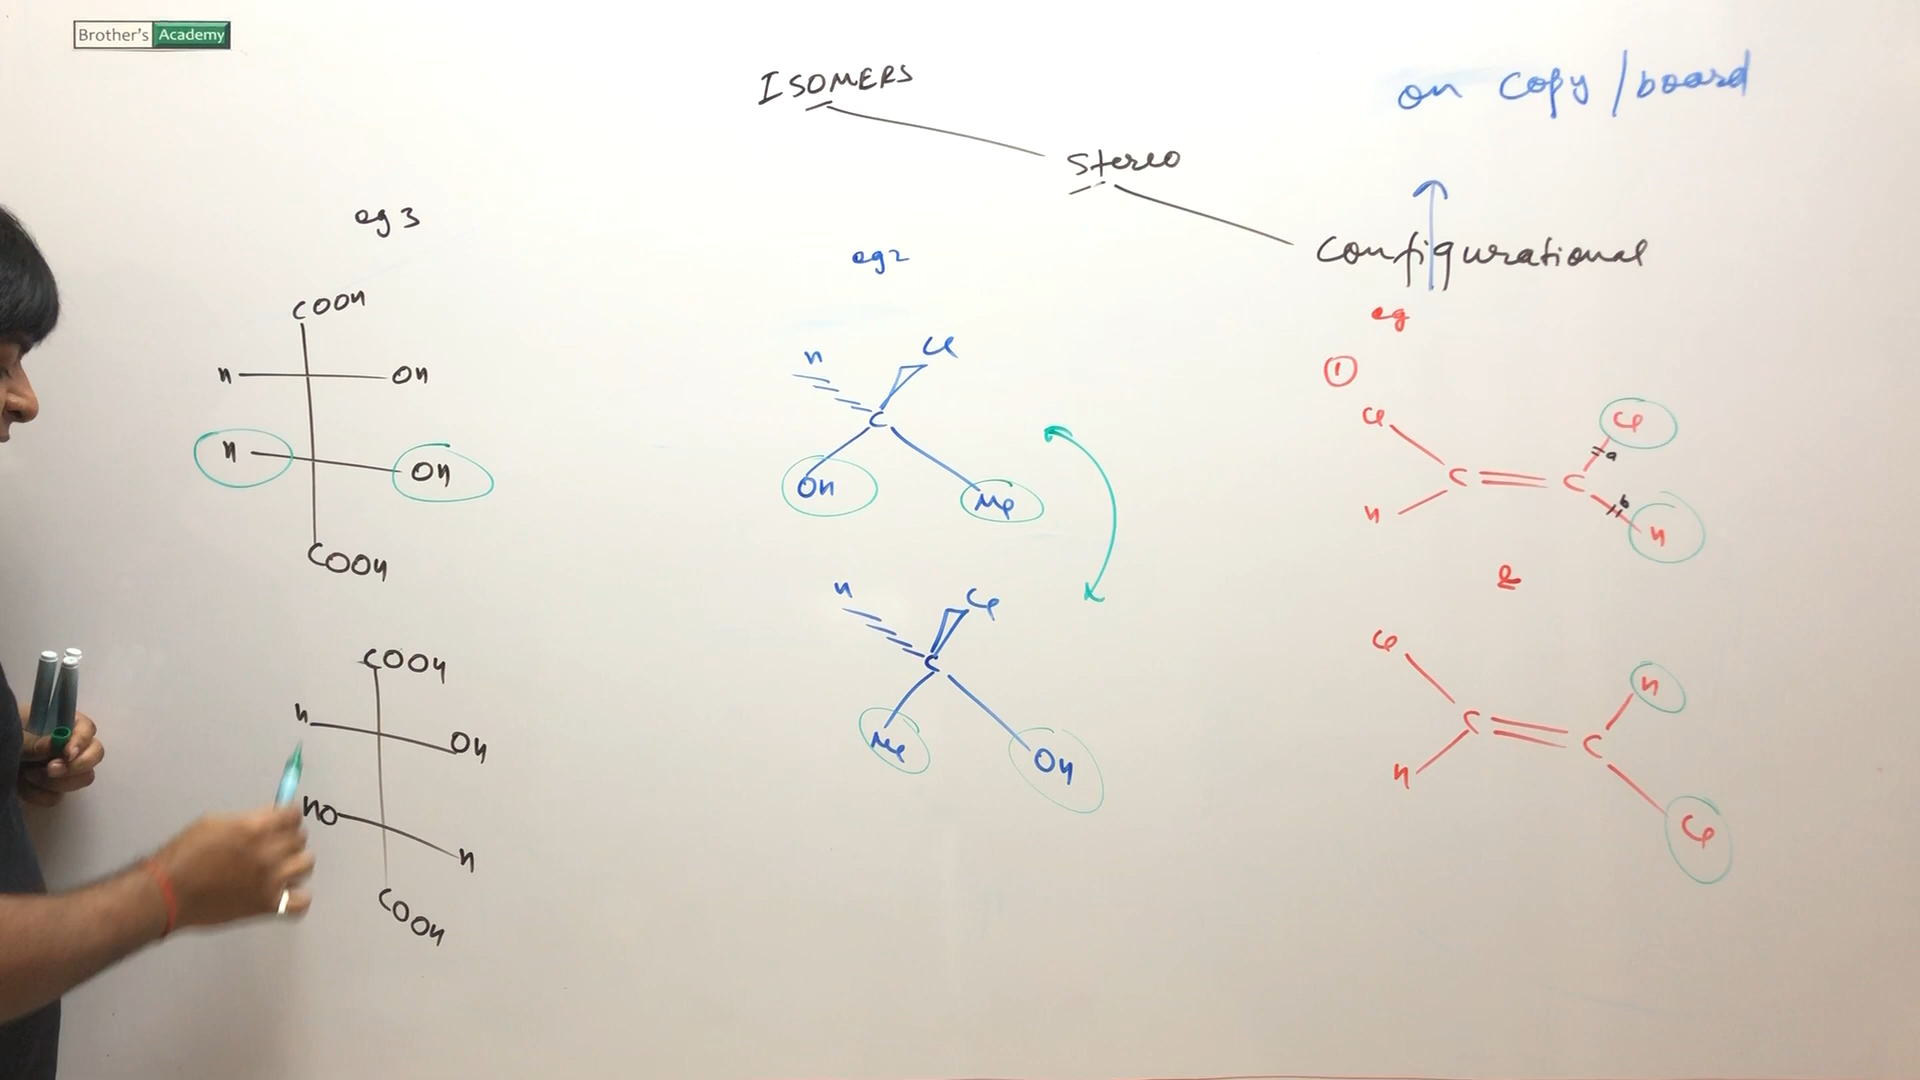 Brother's Academy
ISOMERS
on copy/board
Stereo
Configurational
eg 3
COOH
H OH
H OH
COOH
COOH
H OH
HO H
COOH
eg 2
H Cl
C
OH Me
H Cl
C
Me OH
eg
①
Cl Cl
a
C = C
b
H H
&
Cl H
C = C
H Cl